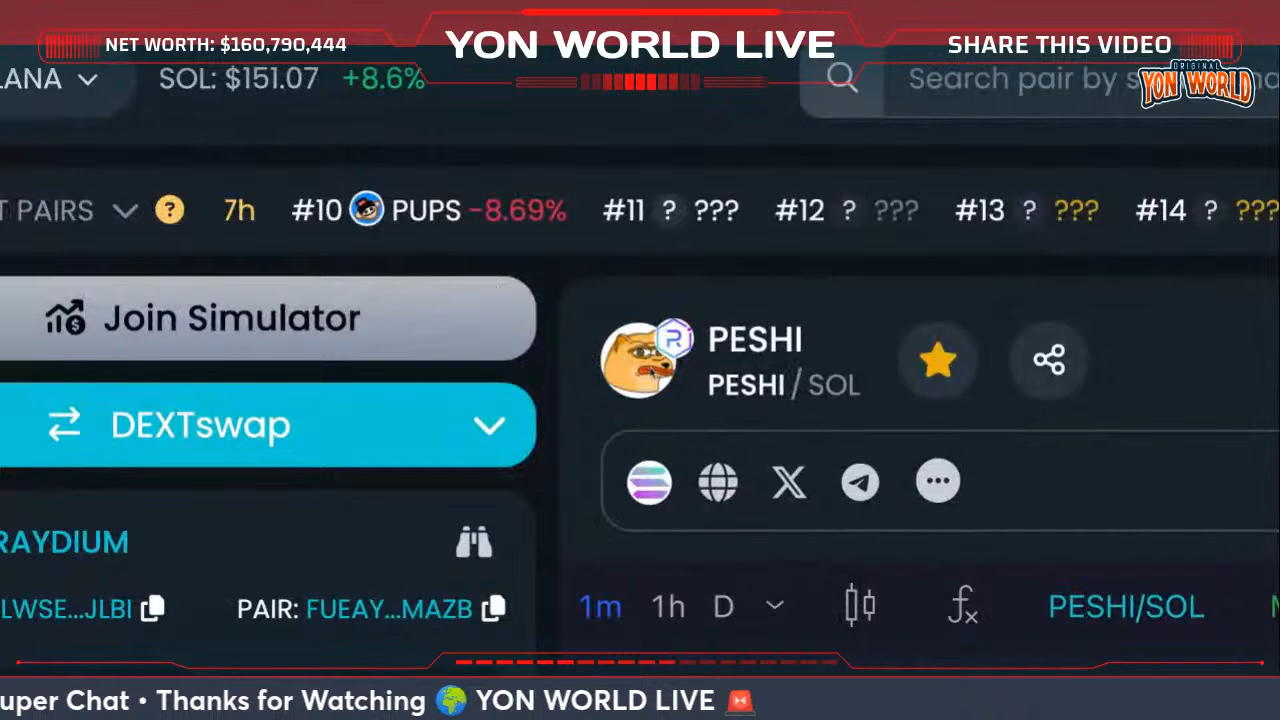 NET WORTH: $160,790,444
YON WORLD LIVE
SHARE THIS VIDEO
LANA
SOL: $151.07 +8.6%
Search pair by s
ORIGINAL
YON WORLD
T PAIRS ? 7h #10 PUPS -8.69% #11 ? ??? #12 ? ??? #13 ? ??? #14 ? ???
Join Simulator
PESHI
PESHI / SOL
DEXTswap
RAYDIUM
LWSE...JLBI PAIR: FUEAY...MAZB
1m 1h D fx PESHI/SOL
uper Chat • Thanks for Watching 🌍 YON WORLD LIVE 🚨